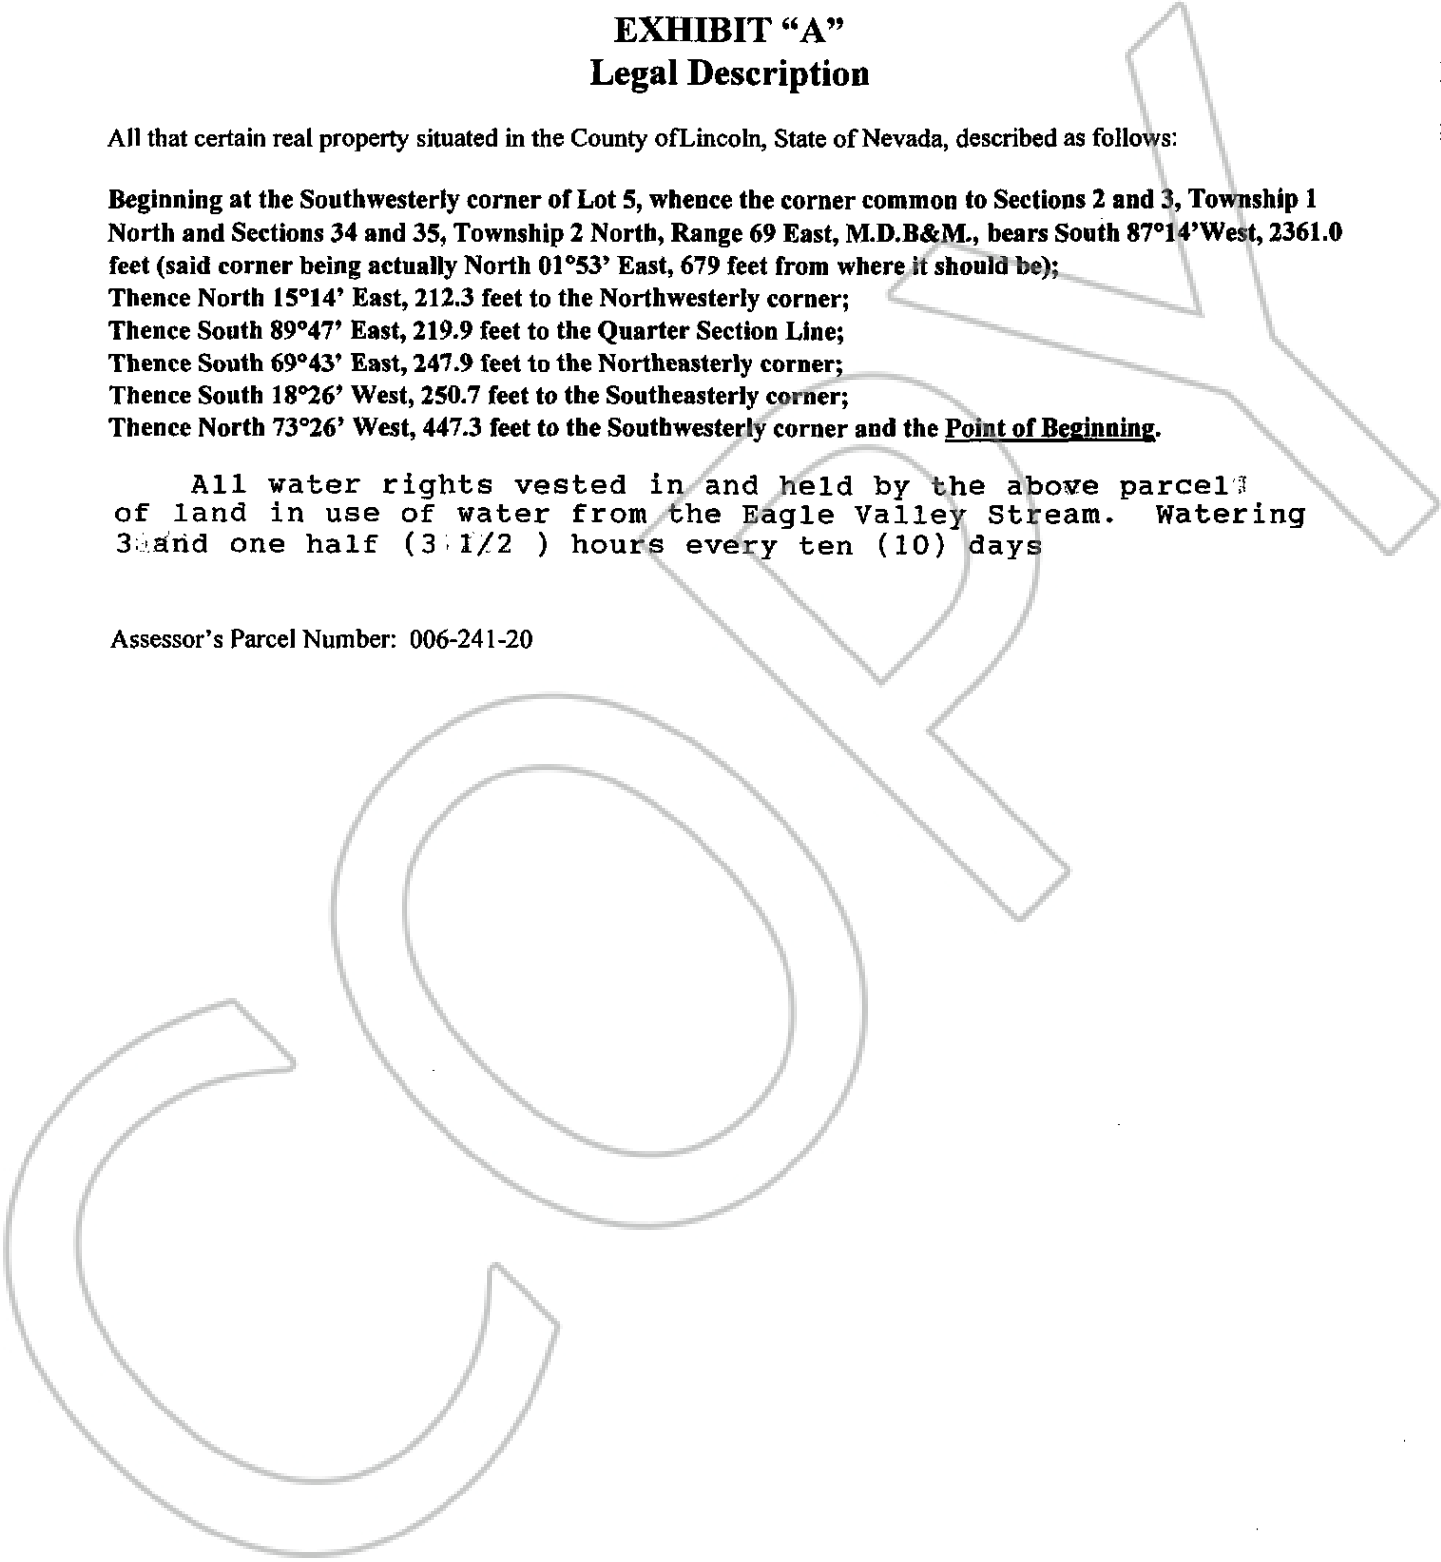 EXHIBIT “A”
Legal Description
All that certain real property situated in the County ofLincoln, State of Nevada, described as follows:
Beginning at the Southwesterly corner of Lot 5, whence the corner common to Sections 2 and 3, Township 1
North and Sections 34 and 35, Township 2 North, Range 69 East, M.D.B&M., bears South 87°14’West, 2361.0
feet (said corner being actually North 01°53’ East, 679 feet from where it should be);
Thence North 15°14’ East, 212.3 feet to the Northwesterly corner;
Thence South 89°47’ East, 219.9 feet to the Quarter Section Line;
Thence South 69°43’ East, 247.9 feet to the Northeasterly corner;
Thence South 18°26’ West, 250.7 feet to the Southeasterly corner;
Thence North 73°26’ West, 447.3 feet to the Southwesterly corner and the Point of Beginning.
All water rights vested in and held by the above parcel
of land in use of water from the Eagle Valley Stream. Watering
3 and one half (3 1/2 ) hours every ten (10) days
Assessor’s Parcel Number: 006-241-20
COPY